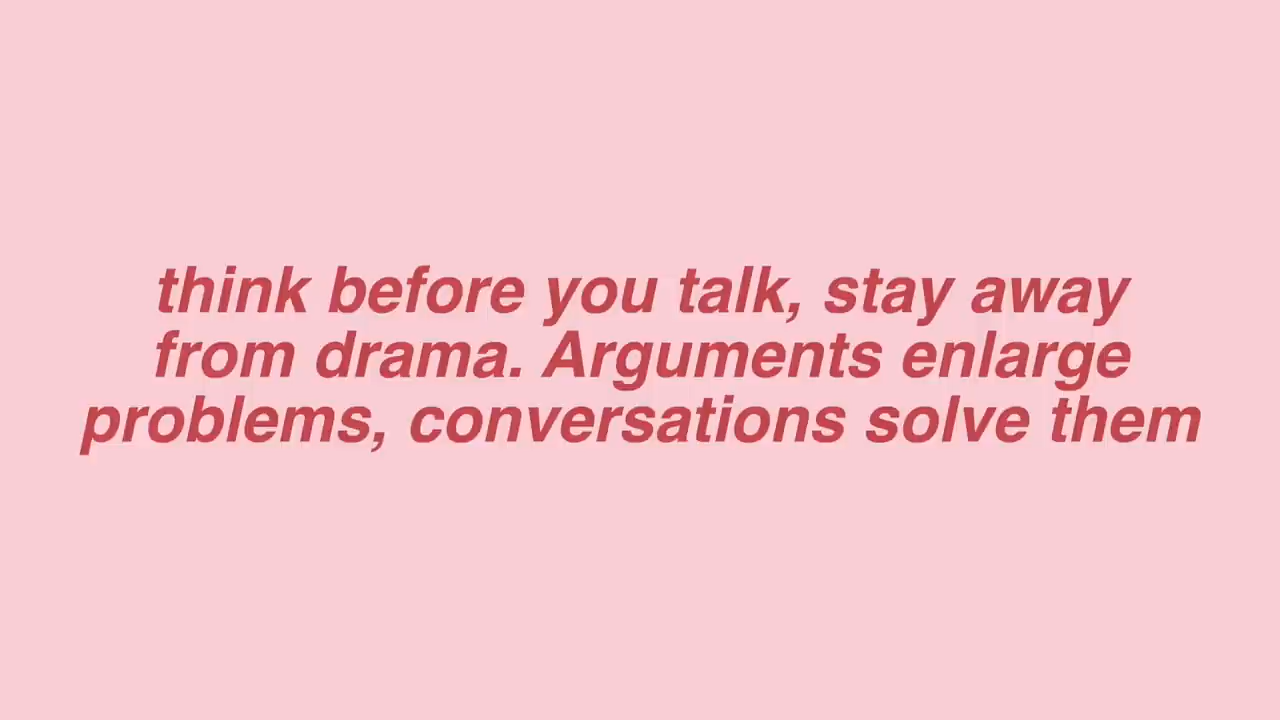 think before you talk, stay away
from drama. Arguments enlarge
problems, conversations solve them